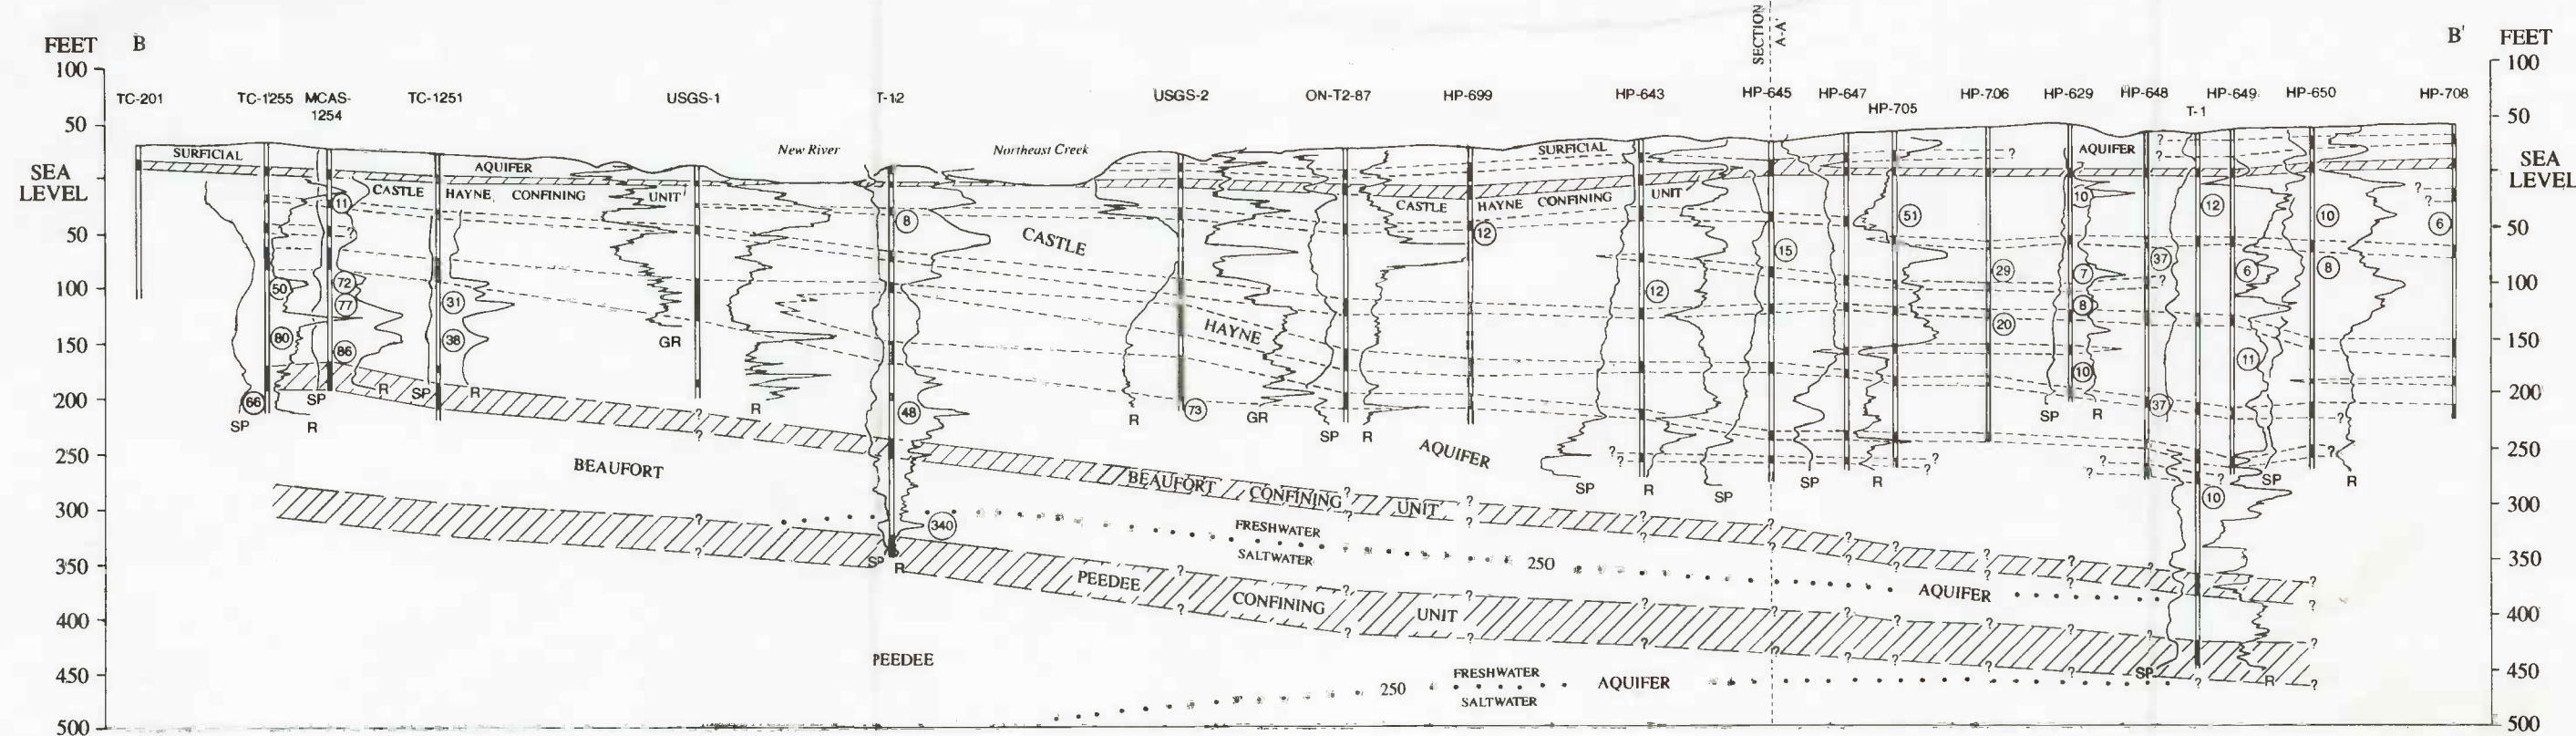 SECTION
A-A'
FEET B B' FEET
100 100
TC-201 TC-1255 MCAS-1254 TC-1251 USGS-1 T-12 USGS-2 ON-T2-87 HP-699 HP-643 HP-645 HP-647 HP-705 HP-706 HP-629 HP-648 T-1 HP-649 HP-650 HP-708
50 50
New River Northeast Creek
SURFICIAL AQUIFER SURFICIAL AQUIFER
SEA LEVEL SEA LEVEL
CASTLE HAYNE CONFINING UNIT CASTLE HAYNE CONFINING UNIT
11 8 12 51 10 12 10 6
50 50
CASTLE
15
72 50 77 31 12 29 7 37 6 8
100 100
8
HAYNE
80 38 86 20 11 10
150 150
GR
R SP R SP
66 48 73 37
200 200
SP R R R GR SP R SP R
AQUIFER
250 250
BEAUFORT
BEAUFORT CONFINING UNIT
SP R SP SP R SP R
10
300 300
340
FRESHWATER
SALTWATER
250
350 350
SP R
PEEDEE CONFINING UNIT
AQUIFER
400 400
PEEDEE
450 450
SP R
250 FRESHWATER AQUIFER
SALTWATER
500 500